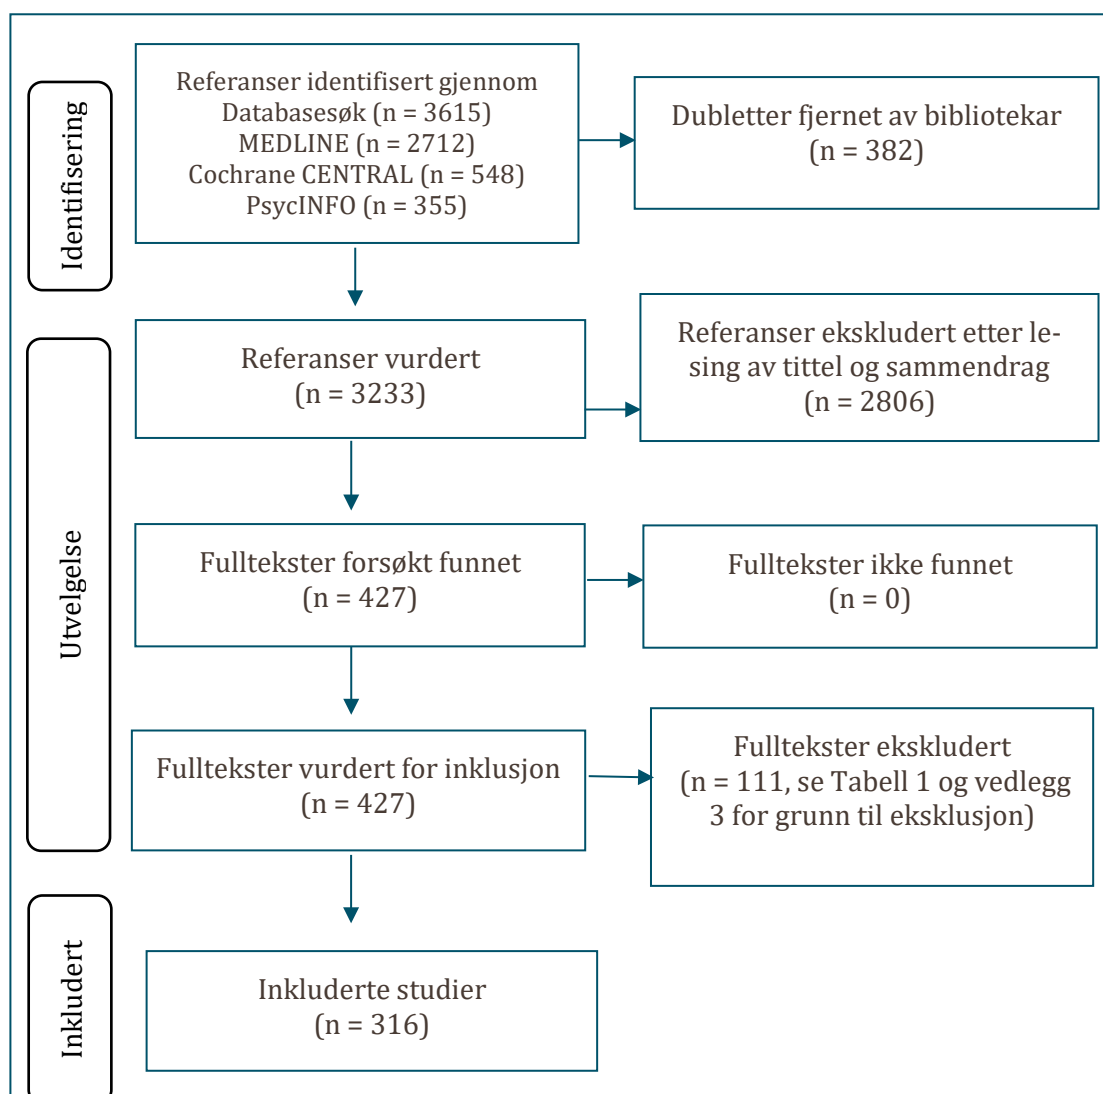 Identifisering
Referanser identifisert gjennom
Databasesøk (n = 3615)
MEDLINE (n = 2712)
Cochrane CENTRAL (n = 548)
PsycINFO (n = 355)
Dubletter fjernet av bibliotekar
(n = 382)
Utvelgelse
Referanser vurdert
(n = 3233)
Referanser ekskludert etter le-
sing av tittel og sammendrag
(n = 2806)
Fulltekster forsøkt funnet
(n = 427)
Fulltekster ikke funnet
(n = 0)
Fulltekster vurdert for inklusjon
(n = 427)
Fulltekster ekskludert
(n = 111, se Tabell 1 og vedlegg
3 for grunn til eksklusjon)
Inkludert
Inkluderte studier
(n = 316)